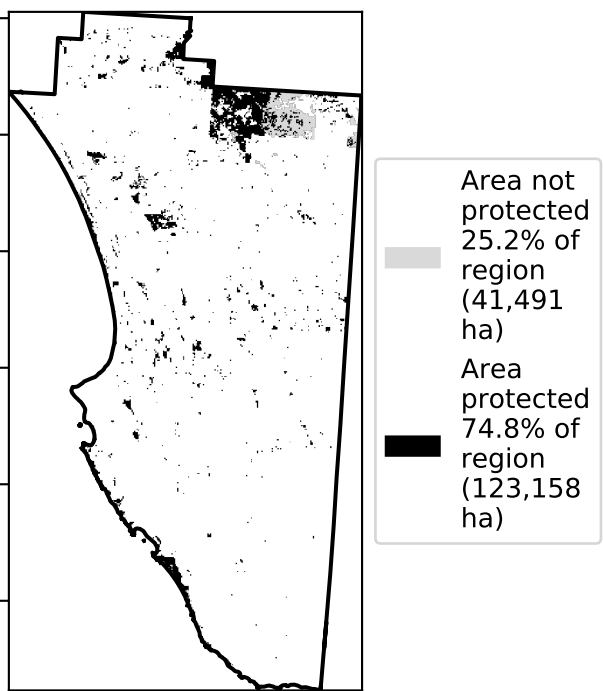 Area not
protected
25.2% of
region
(41,491
ha)
Area
protected
74.8% of
region
(123,158
ha)